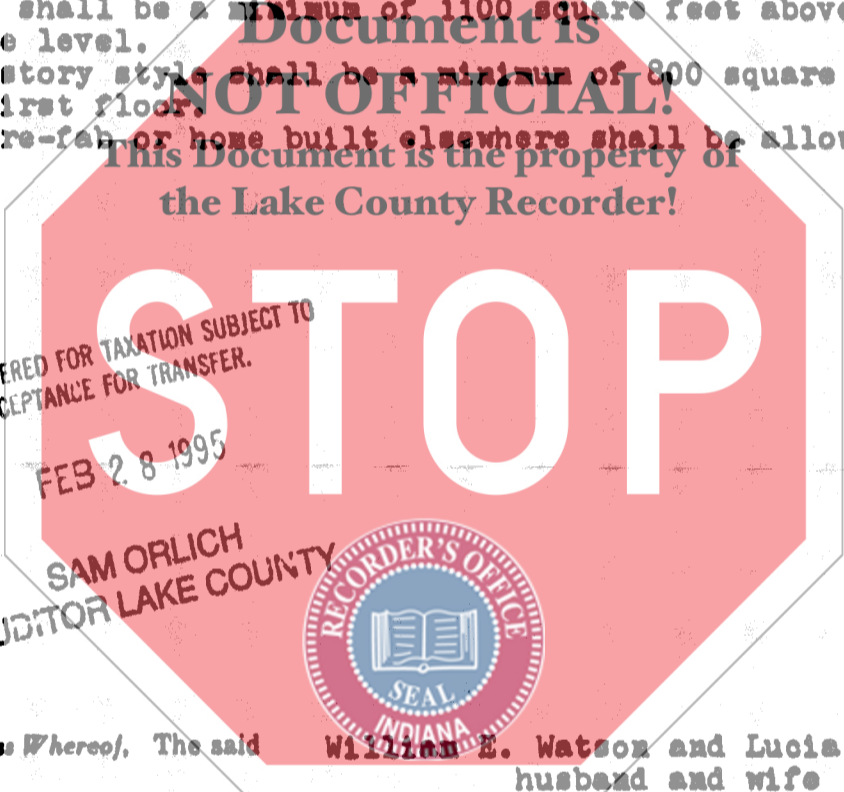 shall be a minimum of 1100 square feet above
e level.
Document is
story style shall be a minimum of 800 square
irst floor.
NOT OFFICIAL!
re-fab or home built elsewhere shall be allow
This Document is the property of
the Lake County Recorder!
STOP
ERED FOR TAXATION SUBJECT TO
CEPTANCE FOR TRANSFER.
FEB 28 1995
SAM ORLICH
UDITOR LAKE COUNTY
RECORDER'S OFFICE
SEAL
INDIANA
s Whereof, The said William E. Watson and Lucia
husband and wife